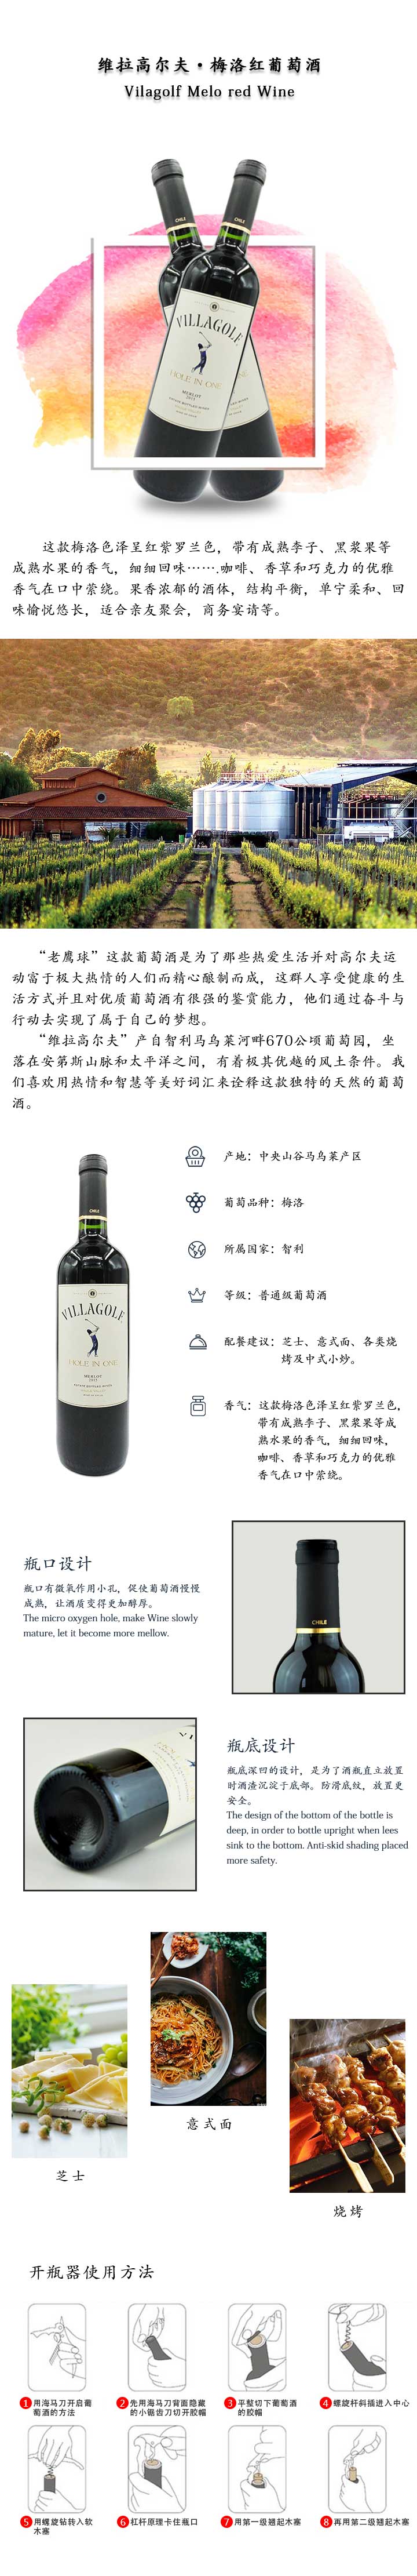 维拉高尔夫·梅洛红葡萄酒
Vilagolf Melo red Wine
CHILE
CHILE
VILLAGOLF
HOLE IN ONE
MERLOT
这款梅洛色泽呈红紫罗兰色，带有成熟李子、黑浆果等
成熟水果的香气，细细回味…….咖啡、香草和巧克力的优雅
香气在口中萦绕。果香浓郁的酒体，结构平衡，单宁柔和、回
味愉悦悠长，适合亲友聚会，商务宴请等。
“老鹰球”这款葡萄酒是为了那些热爱生活并对高尔夫运
动富于极大热情的人们而精心酿制而成，这群人享受健康的生
活方式并且对优质葡萄酒有很强的鉴赏能力，他们通过奋斗与
行动去实现了属于自己的梦想。
“维拉高尔夫”产自智利马乌莱河畔670公顷葡萄园，坐
落在安第斯山脉和太平洋之间，有着极其优越的风土条件。我
们喜欢用热情和智慧等美好词汇来诠释这款独特的天然的葡萄
酒。
产地：中央山谷马乌莱产区
葡萄品种：梅洛
所属国家：智利
等级：普通级葡萄酒
配餐建议：芝士、意式面、各类烧
烤及中式小炒。
香气：这款梅洛色泽呈红紫罗兰色，
带有成熟李子、黑浆果等成
熟水果的香气，细细回味，
咖啡、香草和巧克力的优雅
香气在口中萦绕。
CHILE
VILLAGOLF
HOLE IN ONE
MERLOT
瓶口设计
瓶口有微氧作用小孔，促使葡萄酒慢慢
成熟，让酒质变得更加醇厚。
The micro oxygen hole, make Wine slowly
mature, let it become more mellow.
CHILE
瓶底设计
瓶底深凹的设计，是为了酒瓶直立放置
时酒渣沉淀于底部。防滑底纹，放置更
安全。
The design of the bottom of the bottle is
deep, in order to bottle upright when lees
sink to the bottom. Anti-skid shading placed
more safety.
意式面
芝士
烧烤
开瓶器使用方法
1 用海马刀开启葡
萄酒的方法
2 先用海马刀背面隐藏
的小锯齿刀切开胶帽
3 平整切下葡萄酒
的胶帽
4 螺旋杆斜插进入中心
5 用螺旋钻转入软
木塞
6 杠杆原理卡住瓶口
7 用第一级翘起木塞
8 再用第二级翘起木塞